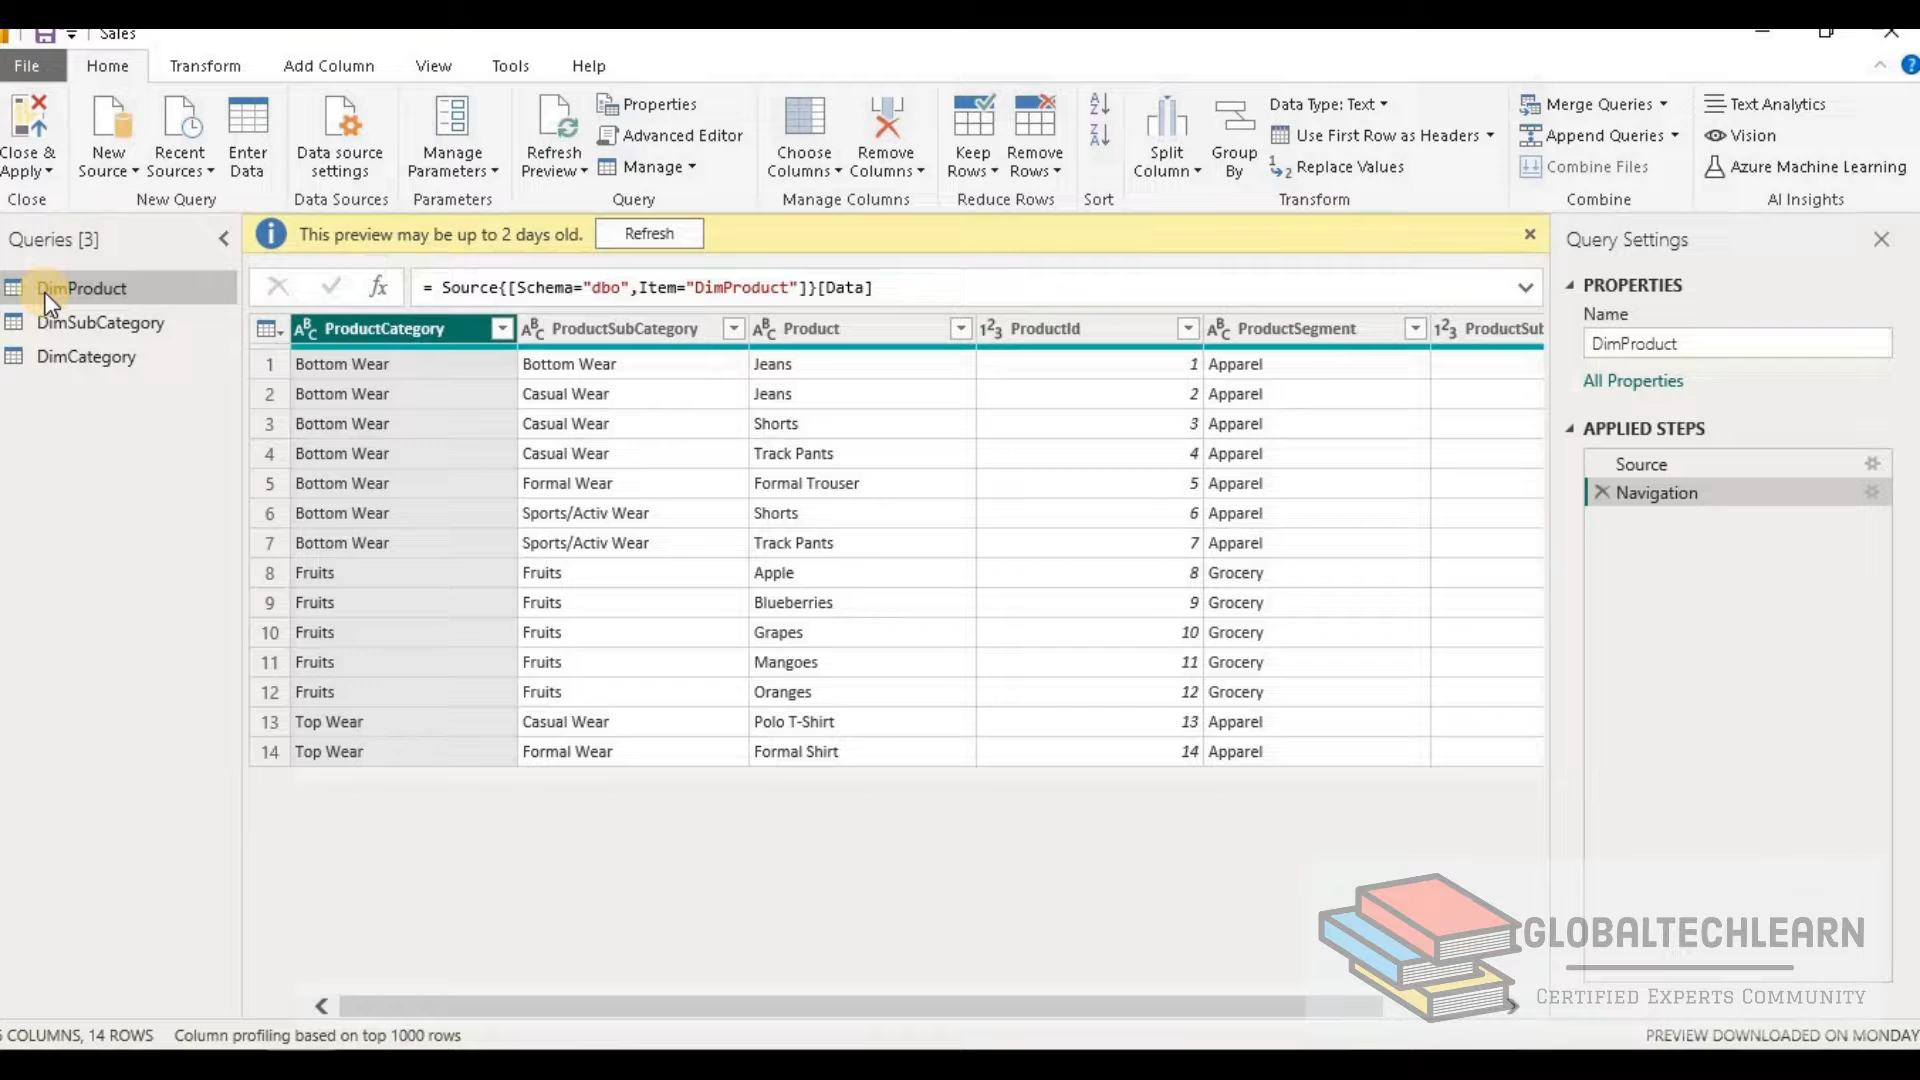 Sales
File Home Transform Add Column View Tools Help
Close & Apply
New Source
Recent Sources
Enter Data
Data source settings
Manage Parameters
Refresh Preview
Properties
Advanced Editor
Manage
Choose Columns
Remove Columns
Keep Rows
Remove Rows
Split Column
Group By
Data Type: Text
Use First Row as Headers
Replace Values
Merge Queries
Append Queries
Combine Files
Text Analytics
Vision
Azure Machine Learning
Close New Query Data Sources Parameters Query Manage Columns Reduce Rows Sort Transform Combine AI Insights
Queries [3]
DimProduct
DimSubCategory
DimCategory
This preview may be up to 2 days old. Refresh
fx = Source{[Schema="dbo",Item="DimProduct"]}[Data]
ProductCategory ProductSubCategory Product ProductId ProductSegment ProductSub
1 Bottom Wear Bottom Wear Jeans 1 Apparel
2 Bottom Wear Casual Wear Jeans 2 Apparel
3 Bottom Wear Casual Wear Shorts 3 Apparel
4 Bottom Wear Casual Wear Track Pants 4 Apparel
5 Bottom Wear Formal Wear Formal Trouser 5 Apparel
6 Bottom Wear Sports/Activ Wear Shorts 6 Apparel
7 Bottom Wear Sports/Activ Wear Track Pants 7 Apparel
8 Fruits Fruits Apple 8 Grocery
9 Fruits Fruits Blueberries 9 Grocery
10 Fruits Fruits Grapes 10 Grocery
11 Fruits Fruits Mangoes 11 Grocery
12 Fruits Fruits Oranges 12 Grocery
13 Top Wear Casual Wear Polo T-Shirt 13 Apparel
14 Top Wear Formal Wear Formal Shirt 14 Apparel
Query Settings
PROPERTIES
Name
DimProduct
All Properties
APPLIED STEPS
Source
Navigation
GLOBALTECHLEARN
CERTIFIED EXPERTS COMMUNITY
COLUMNS, 14 ROWS Column profiling based on top 1000 rows PREVIEW DOWNLOADED ON MONDAY